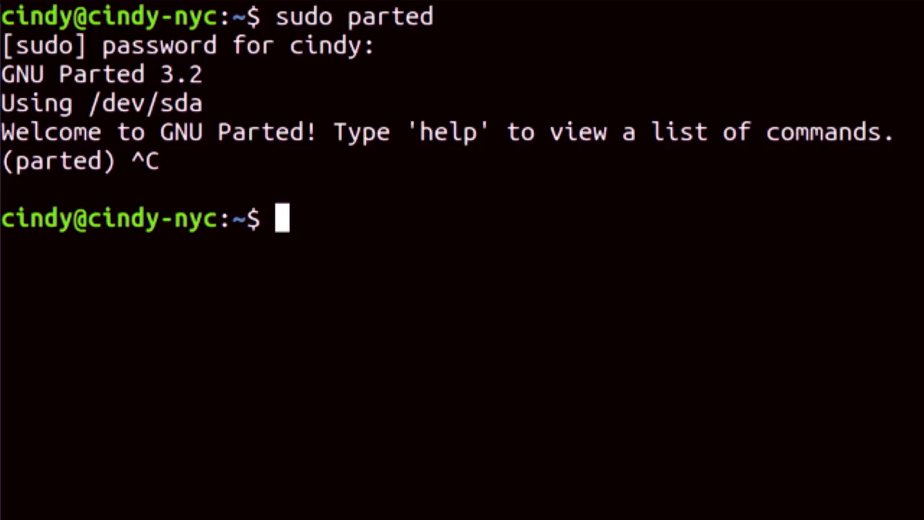 cindy@cindy-nyc:~$ sudo parted
[sudo] password for cindy:
GNU Parted 3.2
Using /dev/sda
Welcome to GNU Parted! Type 'help' to view a list of commands.
(parted) ^C
cindy@cindy-nyc:~$